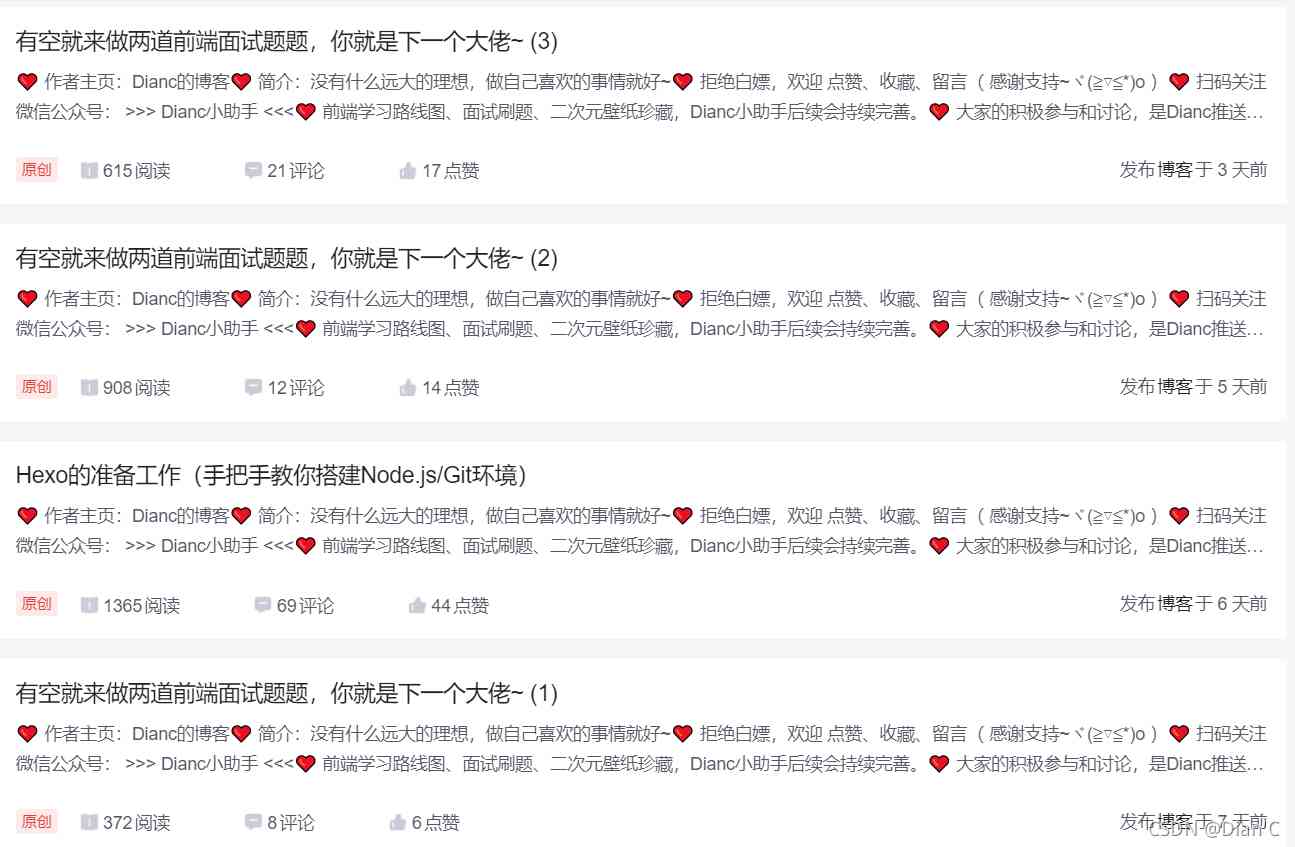 有空就来做两道前端面试题题，你就是下一个大佬~ (3)
❤ 作者主页：Dianc的博客❤ 简介：没有什么远大的理想，做自己喜欢的事情就好~❤ 拒绝白嫖，欢迎 点赞、收藏、留言（ 感谢支持~ヾ(≧▽≦*)o ）❤ 扫码关注
微信公众号： >>> Dianc小助手 <<<❤ 前端学习路线图、面试刷题、二次元壁纸珍藏，Dianc小助手后续会持续完善。❤ 大家的积极参与和讨论，是Dianc推送…
原创 615阅读 21评论 17点赞 发布博客于 3 天前
有空就来做两道前端面试题题，你就是下一个大佬~ (2)
❤ 作者主页：Dianc的博客❤ 简介：没有什么远大的理想，做自己喜欢的事情就好~❤ 拒绝白嫖，欢迎 点赞、收藏、留言（ 感谢支持~ヾ(≧▽≦*)o ）❤ 扫码关注
微信公众号： >>> Dianc小助手 <<<❤ 前端学习路线图、面试刷题、二次元壁纸珍藏，Dianc小助手后续会持续完善。❤ 大家的积极参与和讨论，是Dianc推送…
原创 908阅读 12评论 14点赞 发布博客于 5 天前
Hexo的准备工作（手把手教你搭建Node.js/Git环境）
❤ 作者主页：Dianc的博客❤ 简介：没有什么远大的理想，做自己喜欢的事情就好~❤ 拒绝白嫖，欢迎 点赞、收藏、留言（ 感谢支持~ヾ(≧▽≦*)o ）❤ 扫码关注
微信公众号： >>> Dianc小助手 <<<❤ 前端学习路线图、面试刷题、二次元壁纸珍藏，Dianc小助手后续会持续完善。❤ 大家的积极参与和讨论，是Dianc推送…
原创 1365阅读 69评论 44点赞 发布博客于 6 天前
有空就来做两道前端面试题题，你就是下一个大佬~ (1)
❤ 作者主页：Dianc的博客❤ 简介：没有什么远大的理想，做自己喜欢的事情就好~❤ 拒绝白嫖，欢迎 点赞、收藏、留言（ 感谢支持~ヾ(≧▽≦*)o ）❤ 扫码关注
微信公众号： >>> Dianc小助手 <<<❤ 前端学习路线图、面试刷题、二次元壁纸珍藏，Dianc小助手后续会持续完善。❤ 大家的积极参与和讨论，是Dianc推送…
原创 372阅读 8评论 6点赞 发布博客于 7 天前
CSDN @Dian C